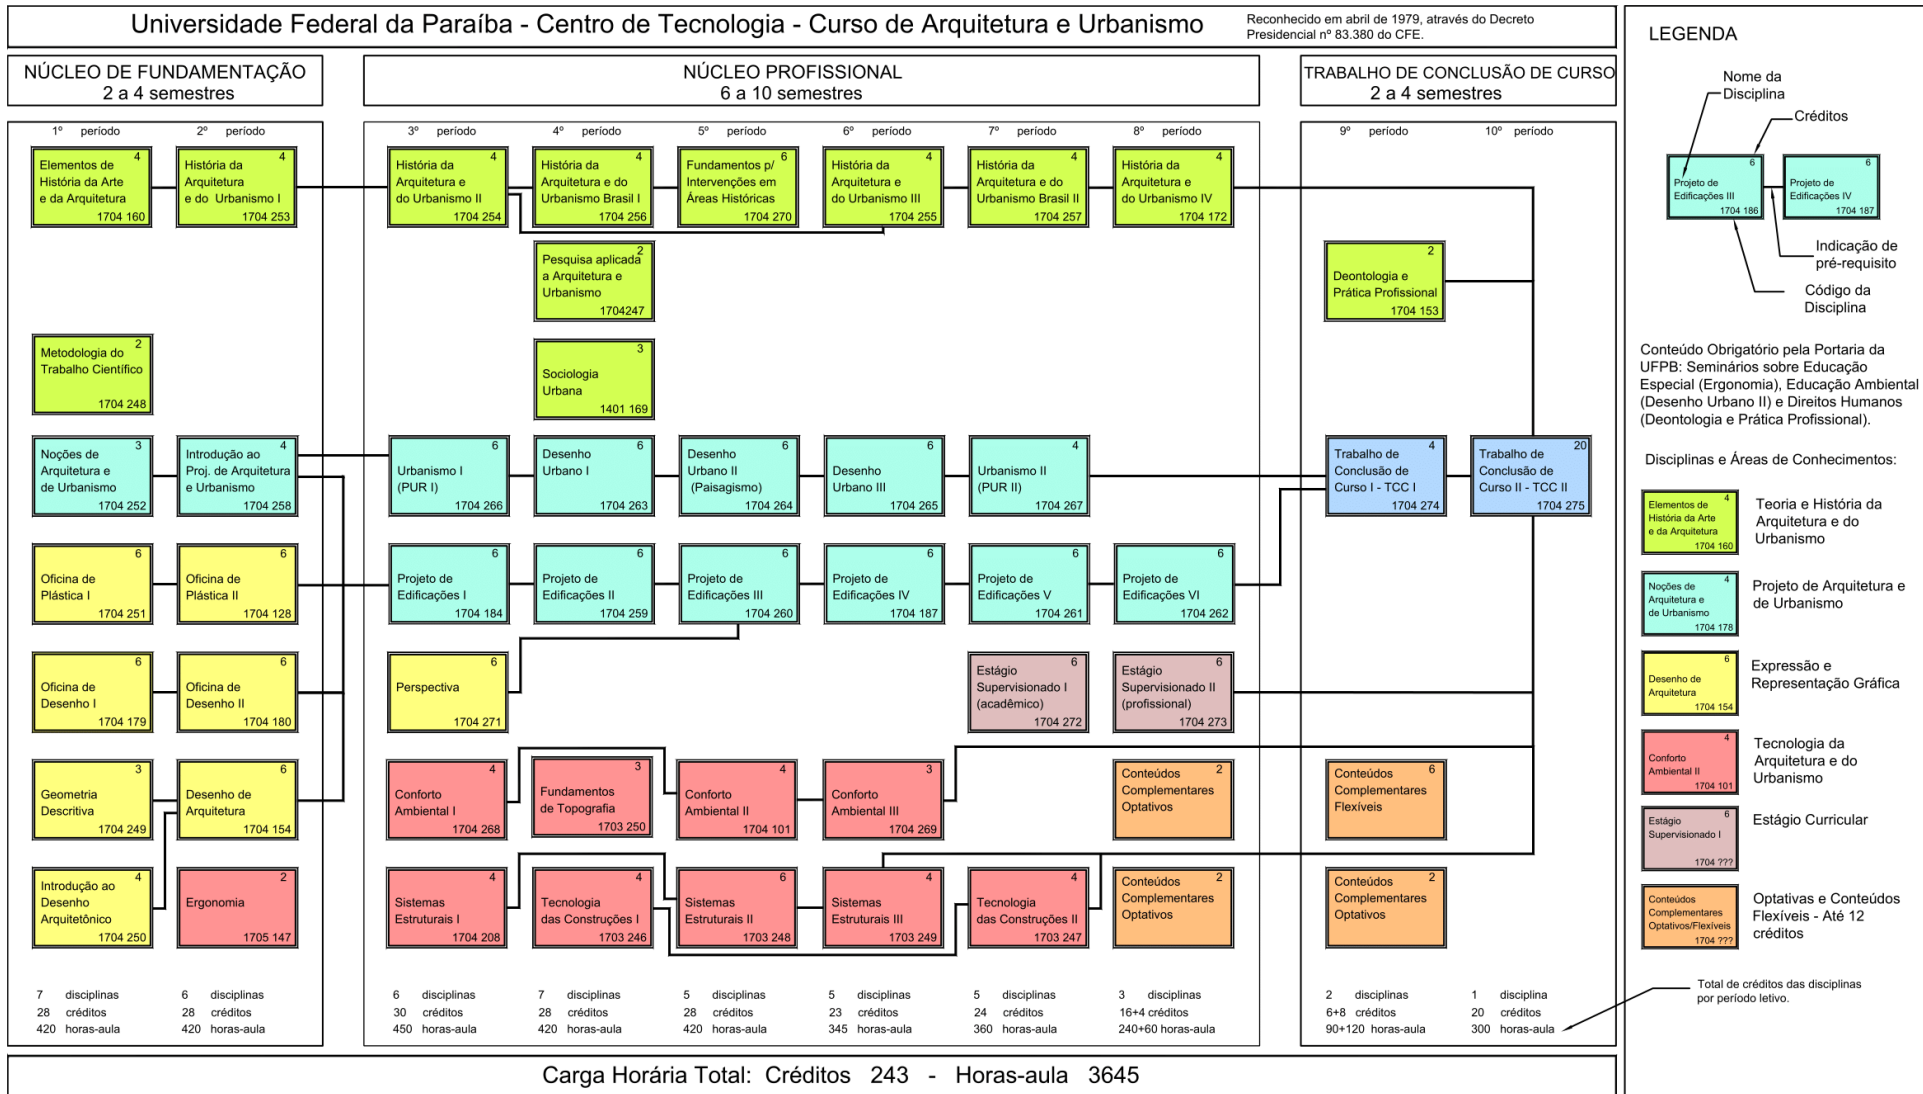 Universidade Federal da Paraíba - Centro de Tecnologia - Curso de Arquitetura e Urbanismo
Reconhecido em abril de 1979, através do Decreto
Presidencial nº 83.380 do CFE.
NÚCLEO DE FUNDAMENTAÇÃO
2 a 4 semestres
NÚCLEO PROFISSIONAL
6 a 10 semestres
TRABALHO DE CONCLUSÃO DE CURSO
2 a 4 semestres
1º período
2º período
3º período
4º período
5º período
6º período
7º período
8º período
9º período
10º período
4
Elementos de
História da Arte
e da Arquitetura
1704 160
4
História da
Arquitetura
e do Urbanismo I
1704 253
4
História da
Arquitetura e
do Urbanismo II
1704 254
4
História da
Arquitetura e do
Urbanismo Brasil I
1704 256
6
Fundamentos p/
Intervenções em
Áreas Históricas
1704 270
4
História da
Arquitetura e
do Urbanismo III
1704 255
4
História da
Arquitetura e do
Urbanismo Brasil II
1704 257
4
História da
Arquitetura e
do Urbanismo IV
1704 172
2
Pesquisa aplicada
a Arquitetura e
Urbanismo
1704247
2
Deontologia e
Prática Profissional
1704 153
2
Metodologia do
Trabalho Científico
1704 248
3
Sociologia
Urbana
1401 169
3
Noções de
Arquitetura e
de Urbanismo
1704 252
4
Introdução ao
Proj. de Arquitetura
e Urbanismo
1704 258
6
Urbanismo I
(PUR I)
1704 266
6
Desenho
Urbano I
1704 263
6
Desenho
Urbano II
(Paisagismo)
1704 264
6
Desenho
Urbano III
1704 265
4
Urbanismo II
(PUR II)
1704 267
4
Trabalho de
Conclusão de
Curso I - TCC I
1704 274
20
Trabalho de
Conclusão de
Curso II - TCC II
1704 275
6
Oficina de
Plástica I
1704 251
6
Oficina de
Plástica II
1704 128
6
Projeto de
Edificações I
1704 184
6
Projeto de
Edificações II
1704 259
6
Projeto de
Edificações III
1704 260
6
Projeto de
Edificações IV
1704 187
6
Projeto de
Edificações V
1704 261
6
Projeto de
Edificações VI
1704 262
6
Oficina de
Desenho I
1704 179
6
Oficina de
Desenho II
1704 180
6
Perspectiva
1704 271
6
Estágio
Supervisionado I
(acadêmico)
1704 272
6
Estágio
Supervisionado II
(profissional)
1704 273
3
Geometria
Descritiva
1704 249
6
Desenho de
Arquitetura
1704 154
4
Conforto
Ambiental I
1704 268
3
Fundamentos
de Topografia
1703 250
4
Conforto
Ambiental II
1704 101
3
Conforto
Ambiental III
1704 269
2
Conteúdos
Complementares
Optativos
6
Conteúdos
Complementares
Flexíveis
4
Introdução ao
Desenho
Arquitetônico
1704 250
2
Ergonomia
1705 147
4
Sistemas
Estruturais I
1704 208
4
Tecnologia
das Construções I
1703 246
6
Sistemas
Estruturais II
1703 248
4
Sistemas
Estruturais III
1703 249
4
Tecnologia
das Construções II
1703 247
2
Conteúdos
Complementares
Optativos
2
Conteúdos
Complementares
Optativos
7 disciplinas
28 créditos
420 horas-aula
6 disciplinas
28 créditos
420 horas-aula
6 disciplinas
30 créditos
450 horas-aula
7 disciplinas
28 créditos
420 horas-aula
5 disciplinas
28 créditos
420 horas-aula
5 disciplinas
23 créditos
345 horas-aula
5 disciplinas
24 créditos
360 horas-aula
3 disciplinas
16+4 créditos
240+60 horas-aula
2 disciplinas
6+8 créditos
90+120 horas-aula
1 disciplina
20 créditos
300 horas-aula
Carga Horária Total: Créditos 243 - Horas-aula 3645
LEGENDA
Nome da
Disciplina
Créditos
6
Projeto de
Edificações III
1704 186
6
Projeto de
Edificações IV
1704 187
Indicação de
pré-requisito
Código da
Disciplina
Conteúdo Obrigatório pela Portaria da
UFPB: Seminários sobre Educação
Especial (Ergonomia), Educação Ambiental
(Desenho Urbano II) e Direitos Humanos
(Deontologia e Prática Profissional).
Disciplinas e Áreas de Conhecimentos:
4
Elementos de
História da Arte
e da Arquitetura
1704 160
Teoria e História da
Arquitetura e do
Urbanismo
4
Noções de
Arquitetura e
de Urbanismo
1704 178
Projeto de Arquitetura e
de Urbanismo
6
Desenho de
Arquitetura
1704 154
Expressão e
Representação Gráfica
4
Conforto
Ambiental II
1704 101
Tecnologia da
Arquitetura e do
Urbanismo
6
Estágio
Supervisionado I
1704 ???
Estágio Curricular
Conteúdos
Complementares
Optativos/Flexíveis
1704 ???
Optativas e Conteúdos
Flexíveis - Até 12
créditos
Total de créditos das disciplinas
por período letivo.